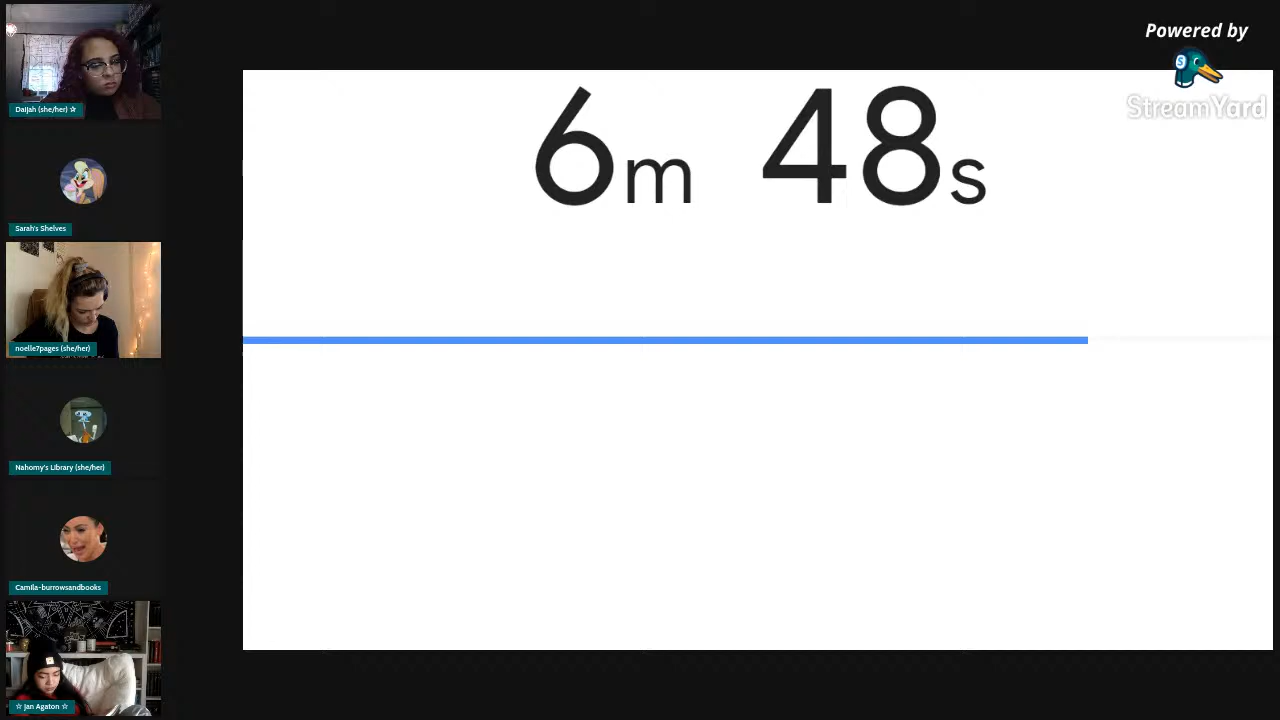 Powered by
StreamYard
6m 48s
Daijah (she/her) ☆
Sarah's Shelves
noelle7pages (she/her)
Nahomy's Library (she/her)
Camila-burrowsandbooks
☆ Jan Agaton ☆